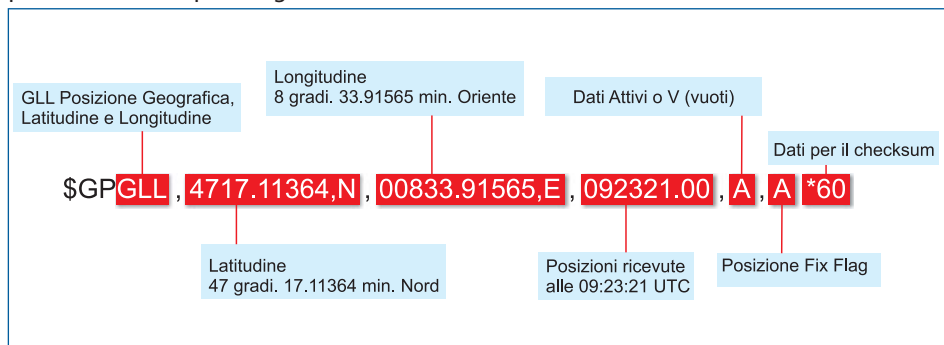 Longitudine
8 gradi. 33.91565 min. Oriente
GLL Posizione Geografica,
Latitudine e Longitudine
Dati Attivi o V (vuoti)
Dati per il checksum
$GPGLL , 4717.11364,N , 00833.91565,E , 092321.00 , A , A *60
Latitudine
47 gradi. 17.11364 min. Nord
Posizioni ricevute
alle 09:23:21 UTC
Posizione Fix Flag